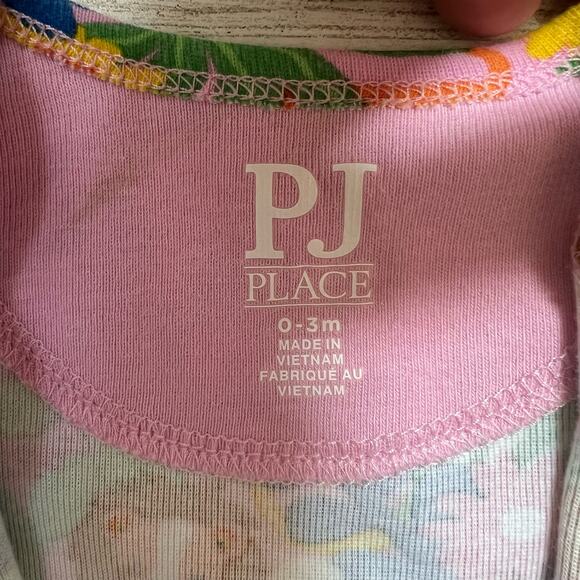 PJ
PLACE
0-3m
MADE IN
VIETNAM
FABRIQUÉ AU
VIETNAM